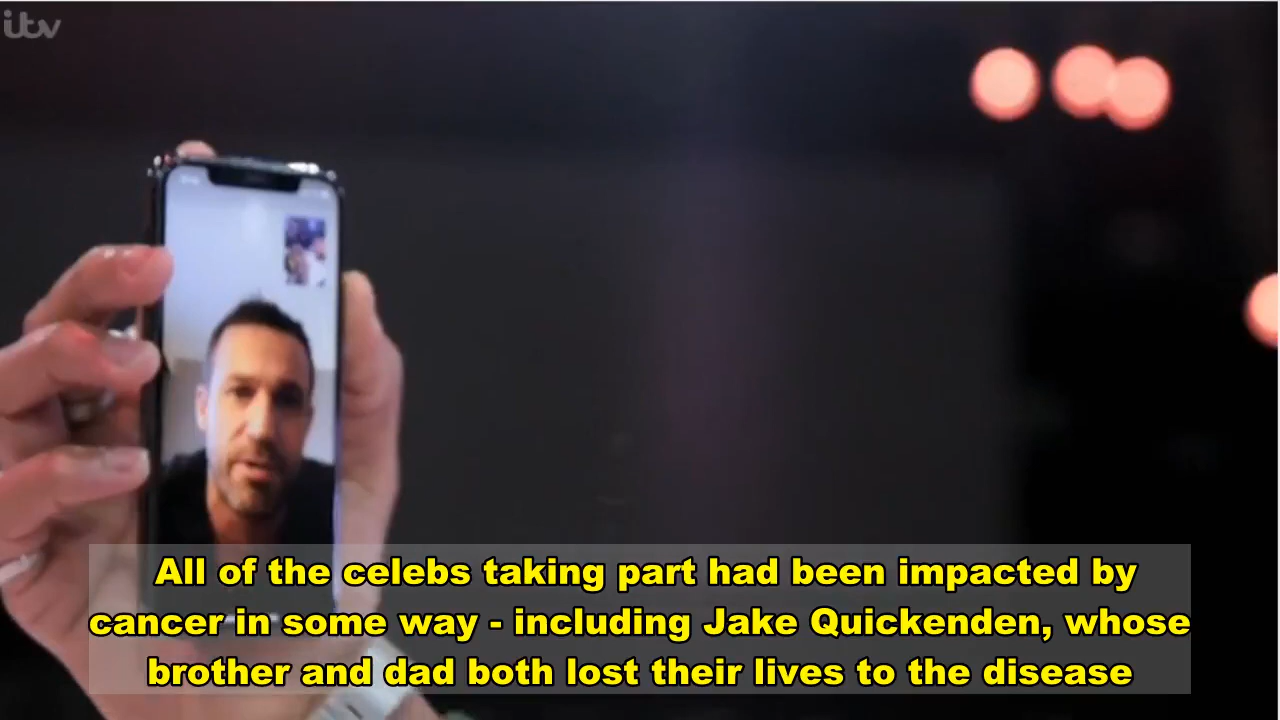 itv
All of the celebs taking part had been impacted by
cancer in some way - including Jake Quickenden, whose
brother and dad both lost their lives to the disease